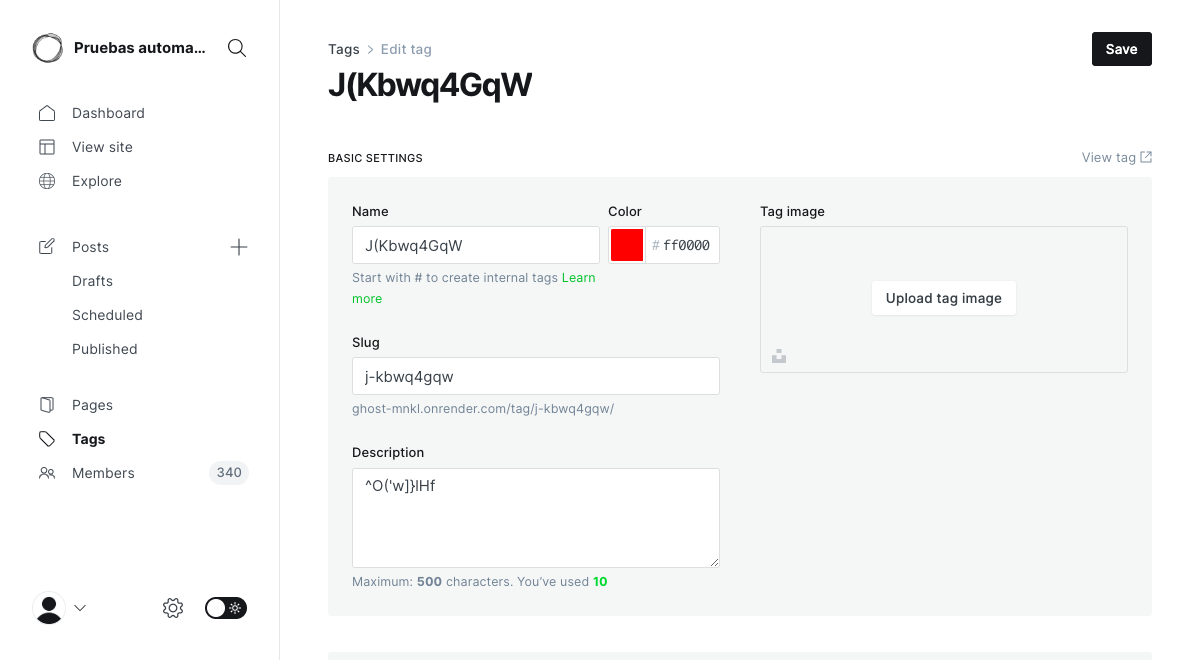 Pruebas automa...
Dashboard
View site
Explore
Posts
Drafts
Scheduled
Published
Pages
Tags
Members 340
Tags > Edit tag
Save
J(Kbwq4GqW
BASIC SETTINGS
View tag
Name
J(Kbwq4GqW
Start with # to create internal tags Learn
more
Color
# ff0000
Slug
j-kbwq4gqw
ghost-mnkl.onrender.com/tag/j-kbwq4gqw/
Description
^O('w]}lHf
Maximum: 500 characters. You’ve used 10
Tag image
Upload tag image